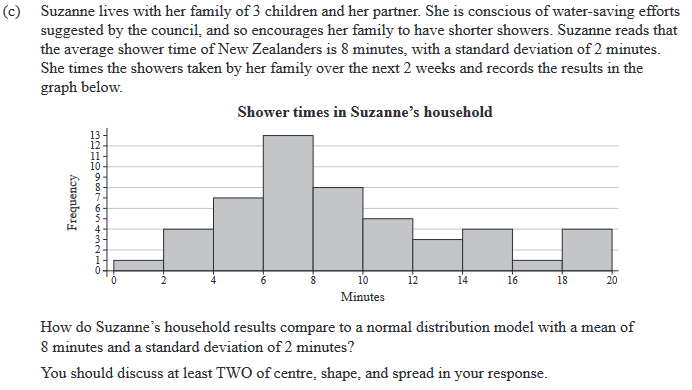 (c) Suzanne lives with her family of 3 children and her partner. She is conscious of water-saving efforts
suggested by the council, and so encourages her family to have shorter showers. Suzanne reads that
the average shower time of New Zealanders is 8 minutes, with a standard deviation of 2 minutes.
She times the showers taken by her family over the next 2 weeks and records the results in the
graph below.
Shower times in Suzanne's household
13
12
11
10
9
8
7
6
5
4
3
2
1
0
Frequency
0 2 4 6 8 10 12 14 16 18 20
Minutes
How do Suzanne's household results compare to a normal distribution model with a mean of
8 minutes and a standard deviation of 2 minutes?
You should discuss at least TWO of centre, shape, and spread in your response.